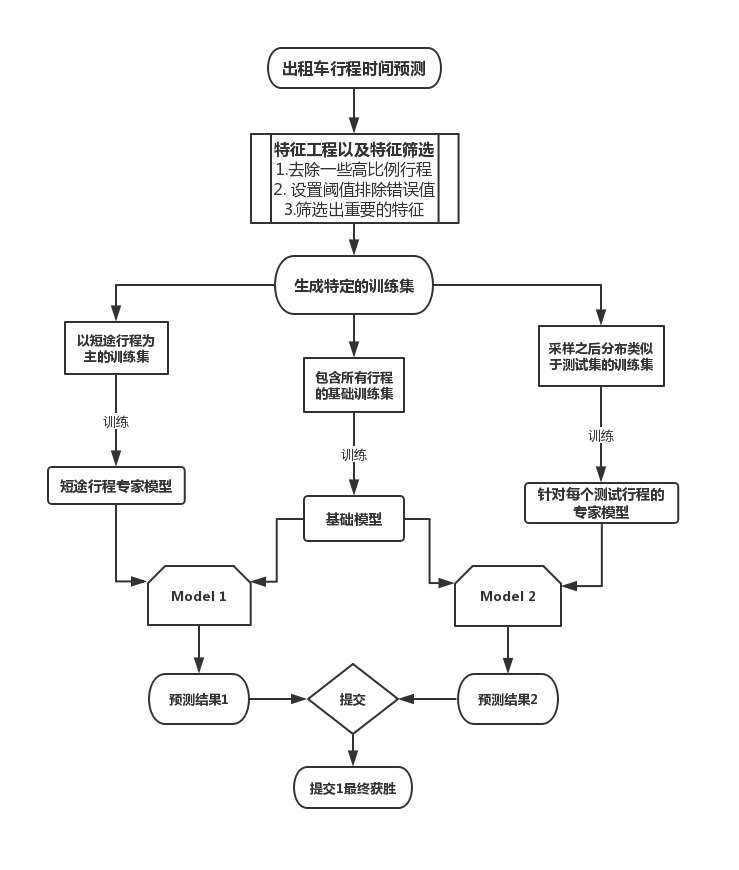 出租车行程时间预测
特征工程以及特征筛选
1.去除一些高比例行程
2. 设置阈值排除错误值
3.筛选出重要的特征
生成特定的训练集
以短途行程为
主的训练集
包含所有行程
的基础训练集
采样之后分布类似
于测试集的训练集
训练
训练
训练
短途行程专家模型
基础模型
针对每个测试行程的
专家模型
Model 1
Model 2
预测结果1
提交
预测结果2
提交1最终获胜